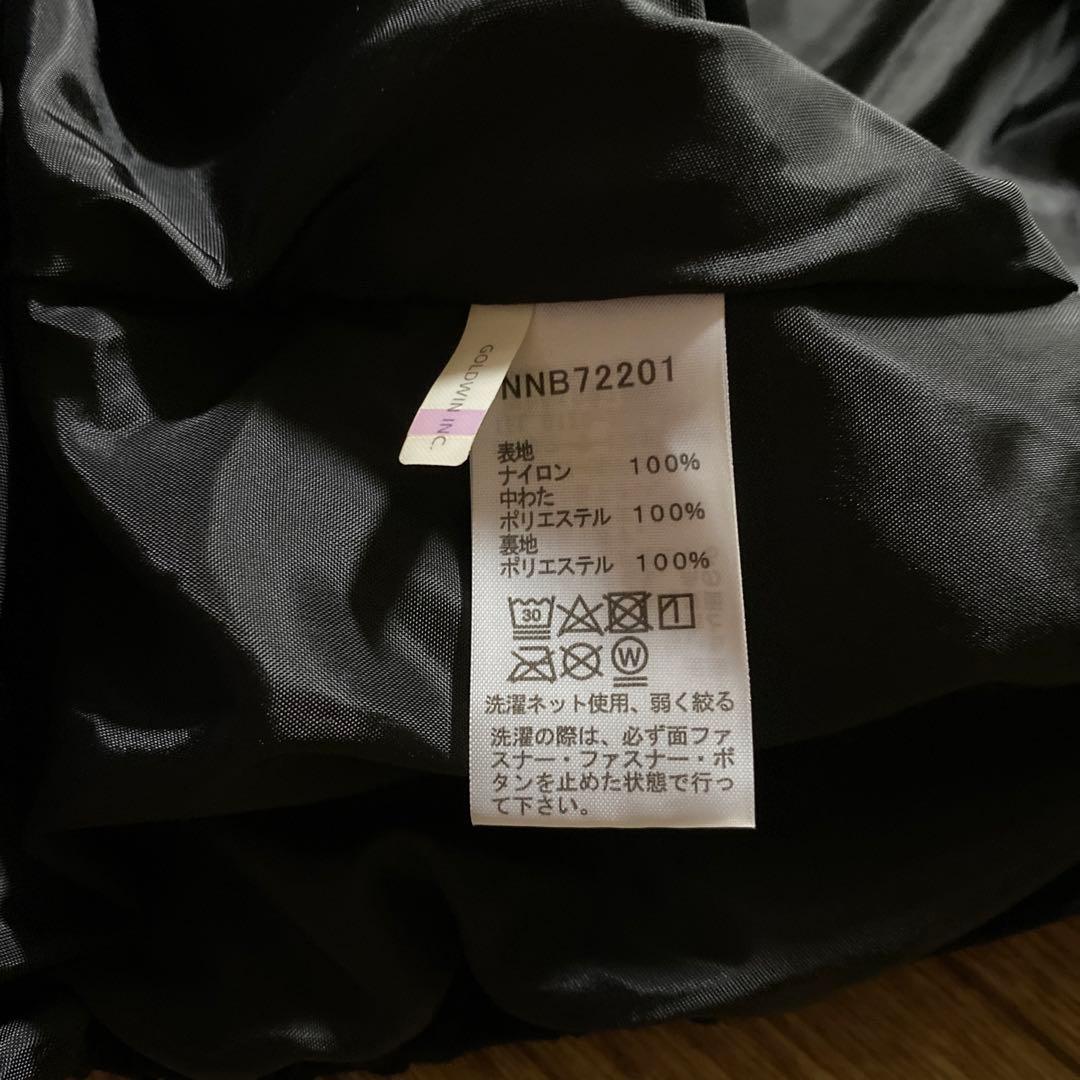 GOLDWIN INC.
NNB72201
表地
ナイロン 100%
中わた
ポリエステル 100%
裏地
ポリエステル 100%
30
W
洗濯ネット使用、弱く絞る
洗濯の際は、必ず面ファ
スナー・ファスナー・ボ
タンを止めた状態で行っ
て下さい。